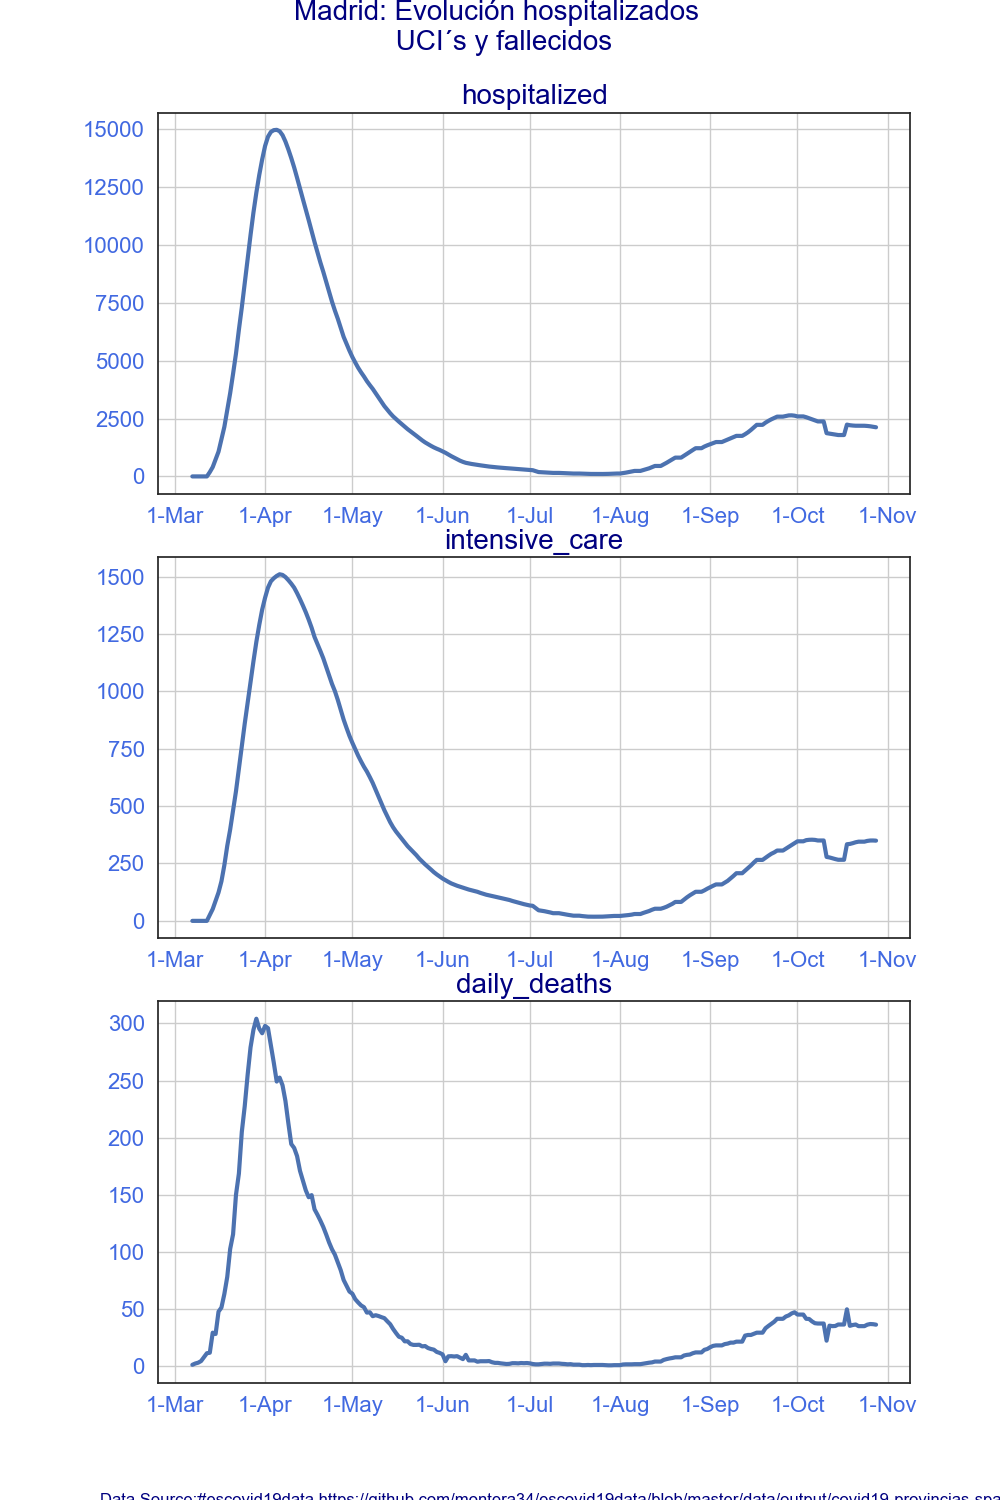 Madrid: Evolución hospitalizados
UCI´s y fallecidos
hospitalized
15000
12500
10000
7500
5000
2500
0
1-Mar 1-Apr 1-May 1-Jun 1-Jul 1-Aug 1-Sep 1-Oct 1-Nov
intensive_care
1500
1250
1000
750
500
250
0
1-Mar 1-Apr 1-May 1-Jun 1-Jul 1-Aug 1-Sep 1-Oct 1-Nov
daily_deaths
300
250
200
150
100
50
0
1-Mar 1-Apr 1-May 1-Jun 1-Jul 1-Aug 1-Sep 1-Oct 1-Nov
Data Source:#escovid19data https://github.com/montera34/escovid19data/blob/master/data/output/covid19-provincias-spa